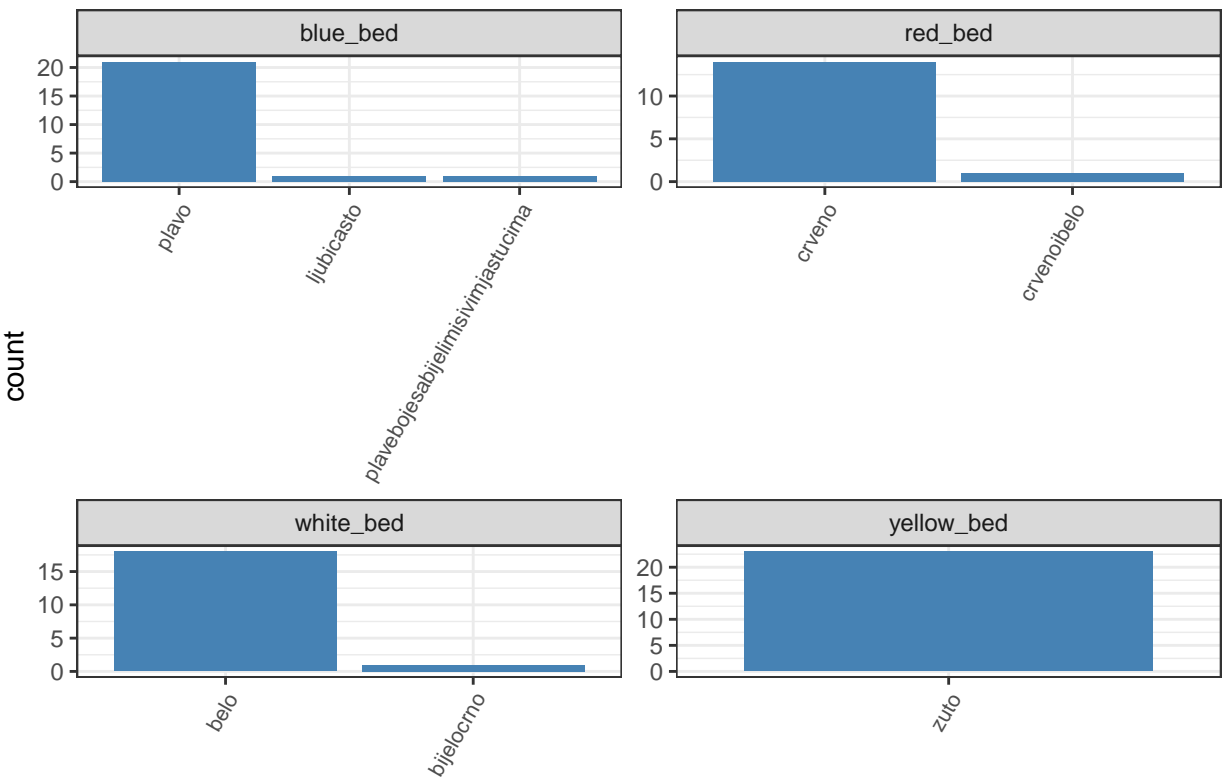 blue_bed
20
15
10
5
0
plavo
ljubicasto
plavebojesabijelimisivimjastucima
red_bed
10
5
0
crveno
crvenoibelo
count
white_bed
15
10
5
0
belo
bijelocrno
yellow_bed
20
15
10
5
0
zuto